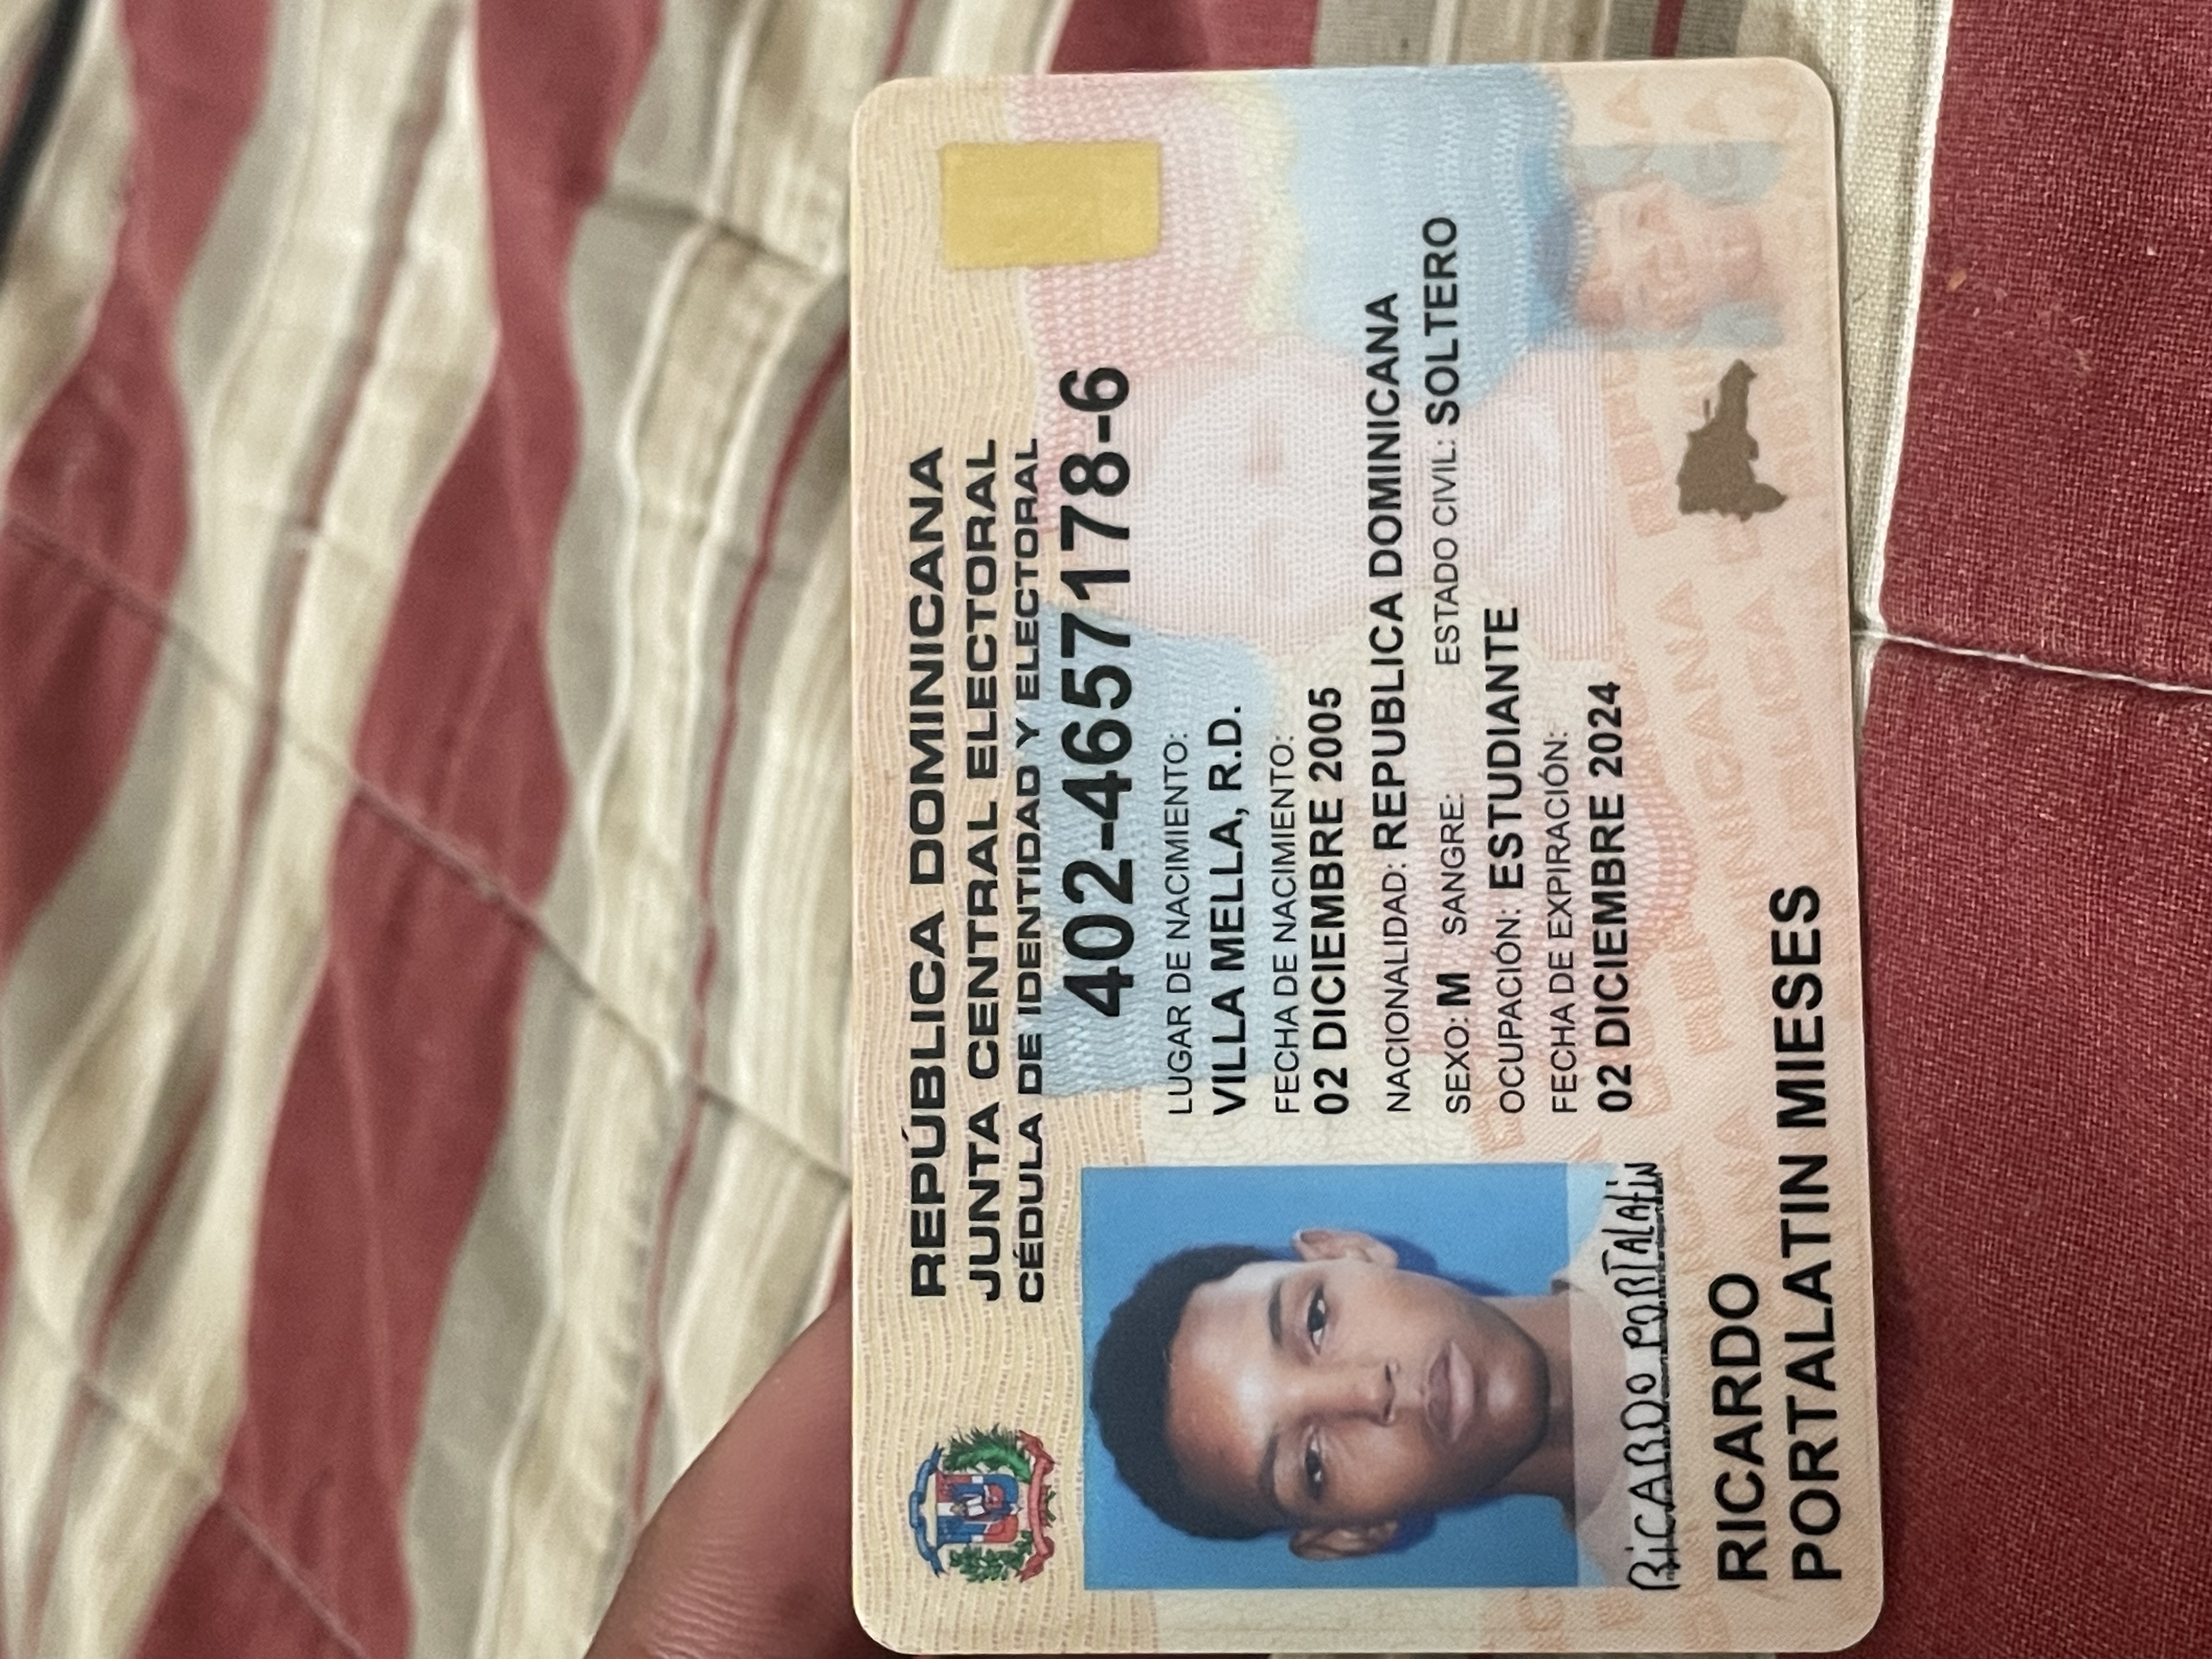 REPÚBLICA DOMINICANA
JUNTA CENTRAL ELECTORAL
CÉDULA DE IDENTIDAD Y ELECTORAL
402-4657178-6
LUGAR DE NACIMIENTO:
VILLA MELLA, R.D.
FECHA DE NACIMIENTO:
02 DICIEMBRE 2005
NACIONALIDAD: REPUBLICA DOMINICANA
SEXO: M SANGRE: ESTADO CIVIL: SOLTERO
OCUPACIÓN: ESTUDIANTE
FECHA DE EXPIRACIÓN:
02 DICIEMBRE 2024
RiCARDO PORTALAtiN
RICARDO
PORTALATIN MIESES